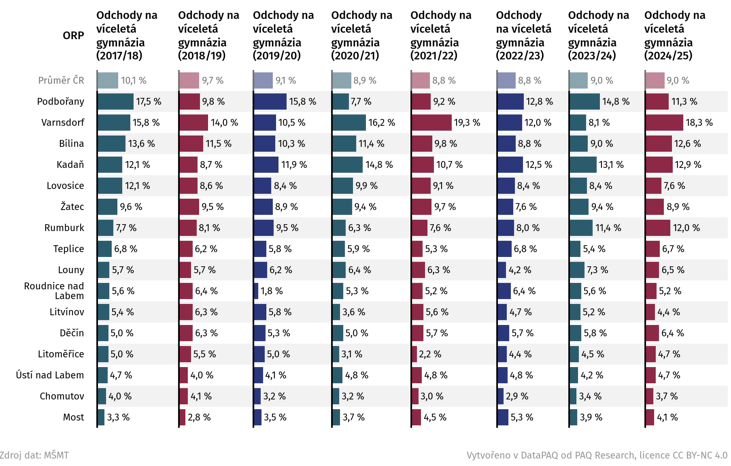 ORP
Odchody na víceletá gymnázia (2017/18)
Odchody na víceletá gymnázia (2018/19)
Odchody na víceletá gymnázia (2019/20)
Odchody na víceletá gymnázia (2020/21)
Odchody na víceletá gymnázia (2021/22)
Odchody na víceletá gymnázia (2022/23)
Odchody na víceletá gymnázia (2023/24)
Odchody na víceletá gymnázia (2024/25)
Průměr ČR 10,1 % 9,7 % 9,1 % 8,9 % 8,8 % 8,8 % 9,0 % 9,0 %
Podbořany 17,5 % 9,8 % 15,8 % 7,7 % 9,2 % 12,8 % 14,8 % 11,3 %
Varnsdorf 15,8 % 14,0 % 10,5 % 16,2 % 19,3 % 12,0 % 8,1 % 18,3 %
Bílina 13,6 % 11,5 % 10,3 % 11,4 % 9,8 % 8,8 % 9,0 % 12,6 %
Kadaň 12,1 % 8,7 % 11,9 % 14,8 % 10,7 % 12,5 % 13,1 % 12,9 %
Lovosice 12,1 % 8,6 % 8,4 % 9,9 % 9,1 % 8,4 % 8,4 % 7,6 %
Žatec 9,6 % 9,5 % 8,9 % 9,4 % 9,7 % 7,6 % 9,4 % 8,9 %
Rumburk 7,7 % 8,1 % 9,5 % 6,3 % 7,6 % 8,0 % 11,4 % 12,0 %
Teplice 6,8 % 6,2 % 5,8 % 5,9 % 5,3 % 6,8 % 5,4 % 6,7 %
Louny 5,7 % 5,7 % 6,2 % 6,4 % 6,3 % 4,2 % 7,3 % 6,5 %
Roudnice nad Labem 5,6 % 6,4 % 1,8 % 5,3 % 5,2 % 6,4 % 5,6 % 5,2 %
Litvínov 5,4 % 6,3 % 5,8 % 3,6 % 5,6 % 4,7 % 5,2 % 4,4 %
Děčín 5,0 % 6,3 % 5,3 % 5,0 % 5,7 % 5,7 % 5,8 % 6,4 %
Litoměřice 5,0 % 5,5 % 5,0 % 3,1 % 2,2 % 4,4 % 4,5 % 4,7 %
Ústí nad Labem 4,7 % 4,0 % 4,1 % 4,8 % 4,8 % 4,8 % 4,2 % 4,7 %
Chomutov 4,0 % 4,1 % 3,2 % 3,2 % 3,0 % 2,9 % 3,4 % 3,7 %
Most 3,3 % 2,8 % 3,5 % 3,7 % 4,5 % 5,3 % 3,9 % 4,1 %
Zdroj dat: MŠMT
Vytvořeno v DataPAQ od PAQ Research, licence CC BY-NC 4.0